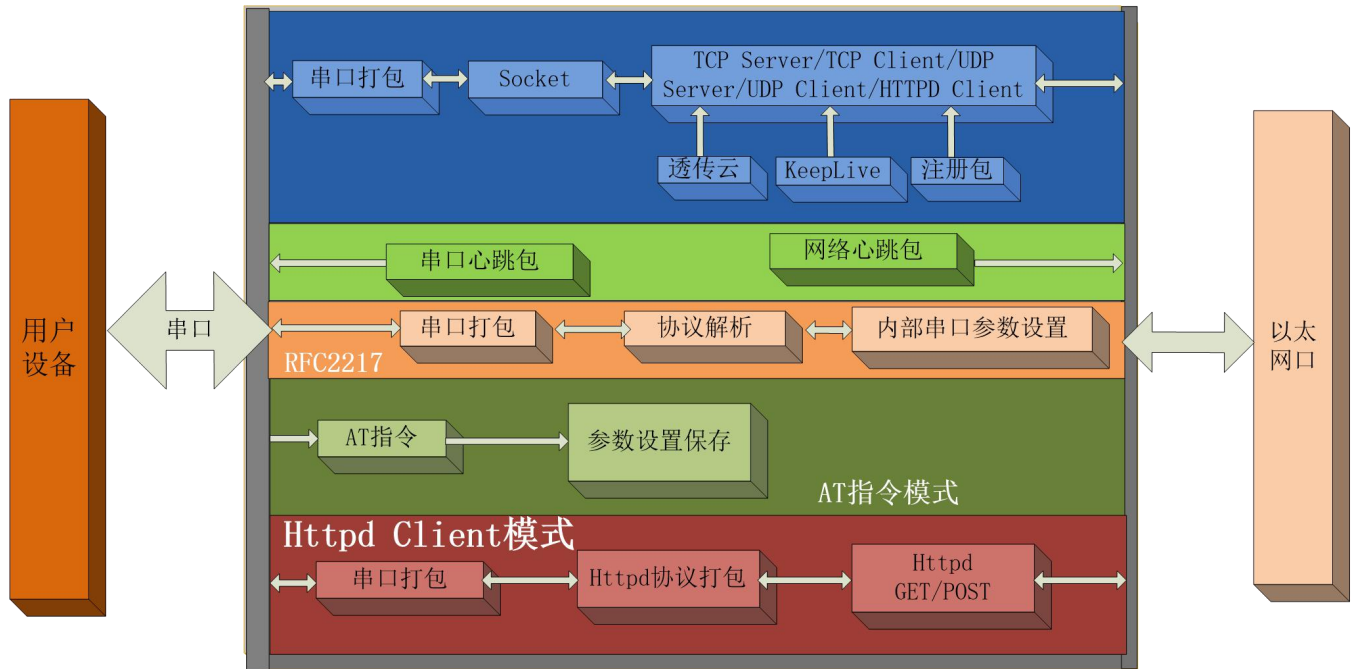 用户
设备
串口
串口打包
Socket
TCP Server/TCP Client/UDP
Server/UDP Client/HTTPD Client
透传云
KeepLive
注册包
串口心跳包
网络心跳包
串口打包
协议解析
内部串口参数设置
RFC2217
AT指令
参数设置保存
AT指令模式
Httpd Client模式
串口打包
Httpd协议打包
Httpd
GET/POST
以太
网口